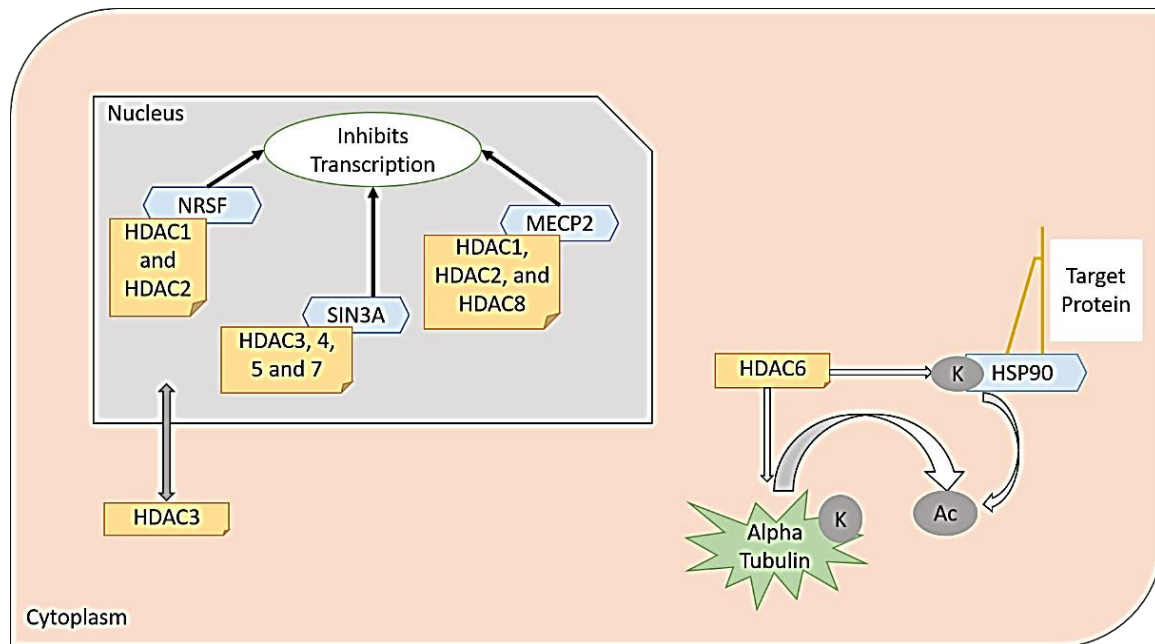 Nucleus
Inhibits
Transcription
NRSF
HDAC1
and
HDAC2
MECP2
HDAC1,
HDAC2, and
HDAC8
SIN3A
HDAC3, 4,
5 and 7
HDAC3
Target
Protein
HDAC6
K
HSP90
K
Ac
Alpha
Tubulin
Cytoplasm